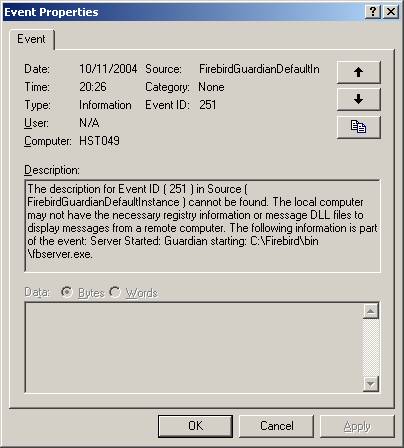 Event Properties
Event
Date: 10/11/2004 Source: FirebirdGuardianDefaultIn
Time: 20:26 Category: None
Type: Information Event ID: 251
User: N/A
Computer: HST049
Description:
The description for Event ID ( 251 ) in Source (
FirebirdGuardianDefaultInstance ) cannot be found. The local computer
may not have the necessary registry information or message DLL files to
display messages from a remote computer. The following information is part
of the event: Server Started: Guardian starting: C:\Firebird\bin
\fbserver.exe.
Data: Bytes Words
OK Cancel Apply